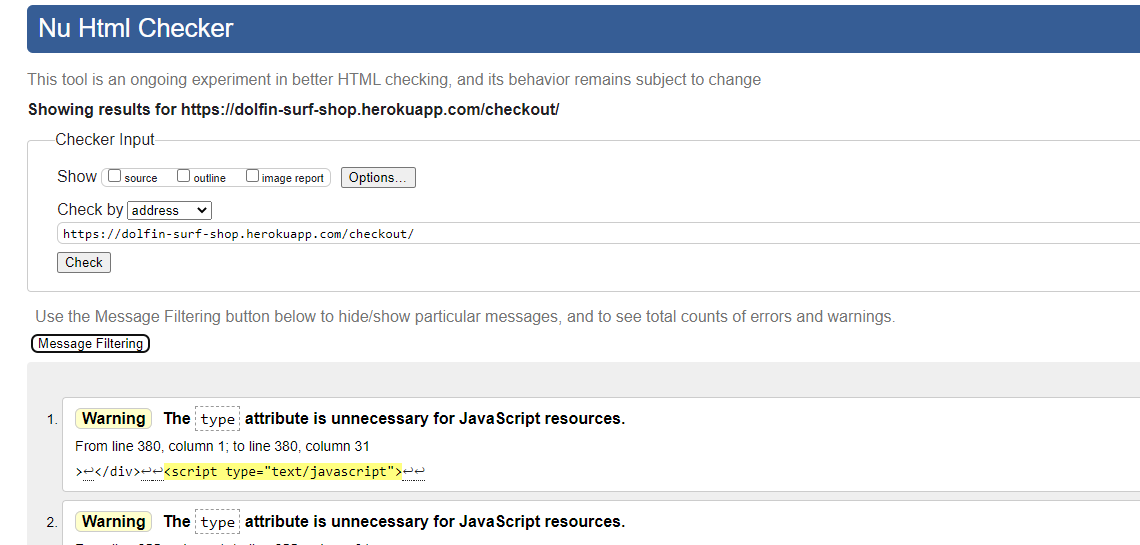 Nu Html Checker
This tool is an ongoing experiment in better HTML checking, and its behavior remains subject to change
Showing results for https://dolfin-surf-shop.herokuapp.com/checkout/
Checker Input
Show source outline image report Options...
Check by address
https://dolfin-surf-shop.herokuapp.com/checkout/
Check
Use the Message Filtering button below to hide/show particular messages, and to see total counts of errors and warnings.
Message Filtering
1. Warning The type attribute is unnecessary for JavaScript resources.
From line 380, column 1; to line 380, column 31
>↩</div>↩↩<script type="text/javascript">↩↩
2. Warning The type attribute is unnecessary for JavaScript resources.